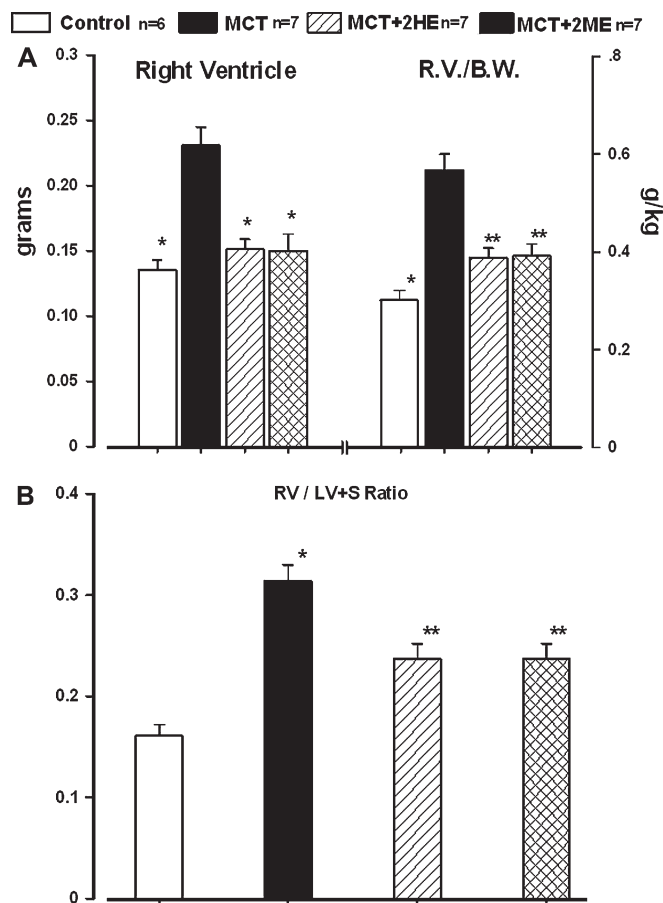 Control n=6 MCT n=7 MCT+2HE n=7 MCT+2ME n=7
A
Right Ventricle R.V./B.W.
0.3 .8
0.25
0.6
0.20
grams g/kg
* * * ** **
0.15 0.4
*
0.10
0.2
0.05
0 0
B
RV / LV+S Ratio
0.4
*
0.3
** **
0.2
0.1
0